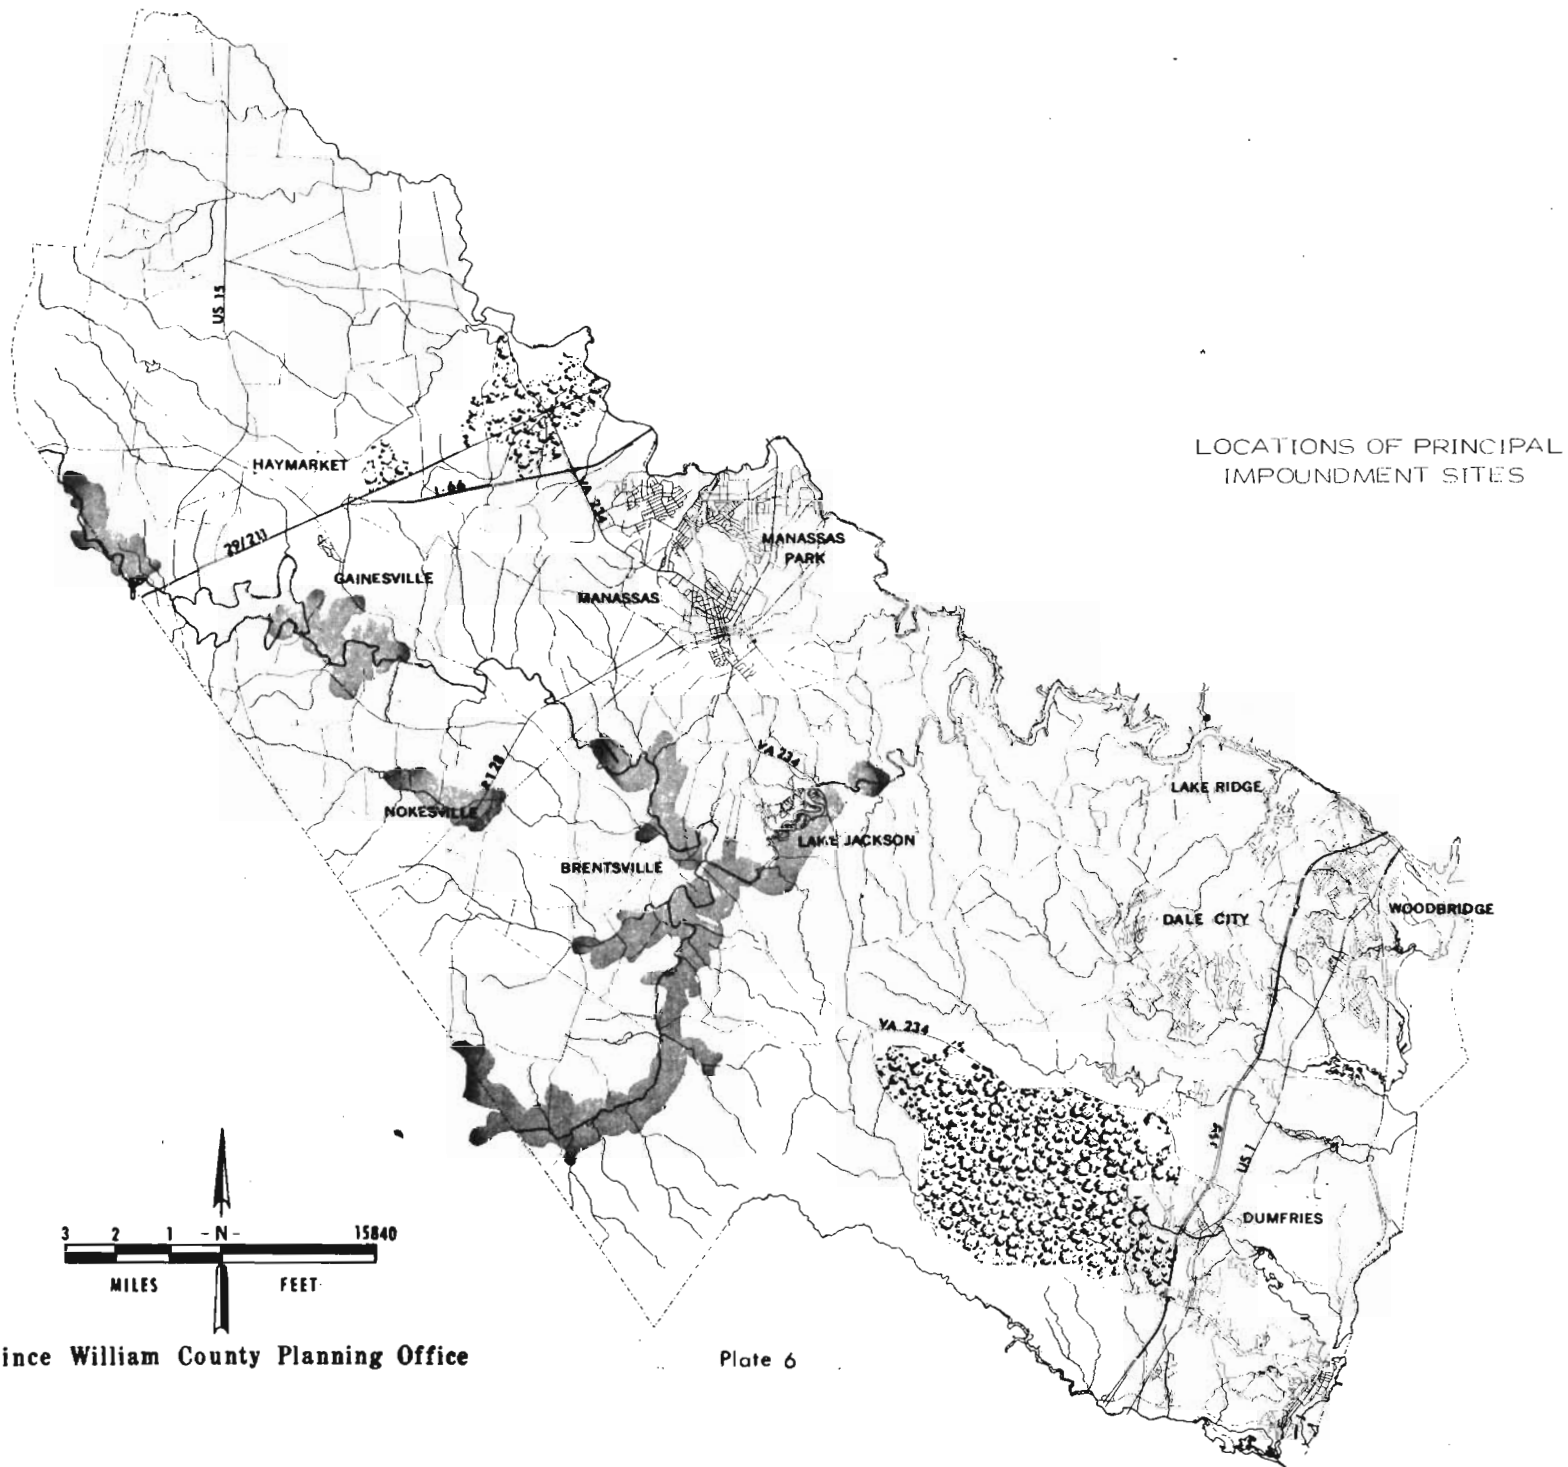 US 15
HAYMARKET
I-66
VA 234
29/211
GAINESVILLE
MANASSAS
PARK
MANASSAS
LOCATIONS OF PRINCIPAL
IMPOUNDMENT SITES
VA 234
RT 28
NOKESVILLE
LAKE RIDGE
LAKE JACKSON
BRENTSVILLE
DALE CITY
WOODBRIDGE
VA 234
US 1
DUMFRIES
3 2 1 -N- 15840
MILES FEET
ince William County Planning Office
Plate 6